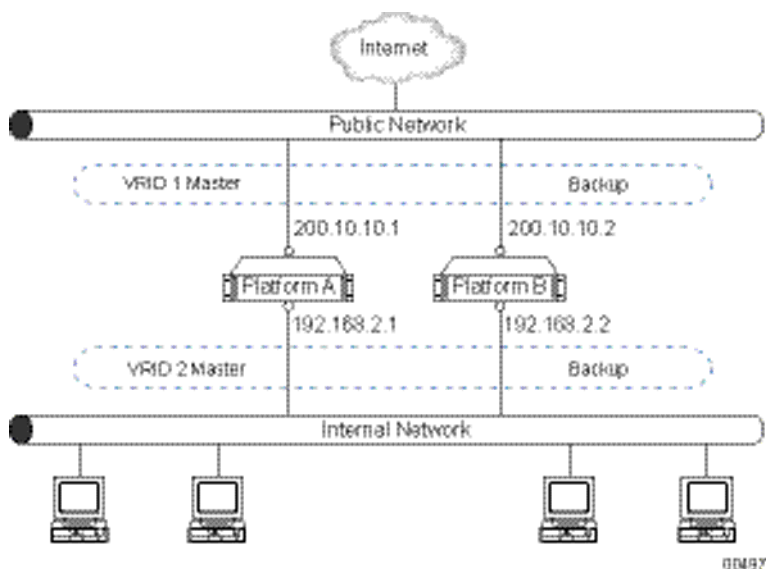 Internet
Public Network
VRID 1 Master
Backup
200.10.10.1
200.10.10.2
Platform A
Platform B
192.168.2.1
192.168.2.2
VRID 2 Master
Backup
Internal Network
00497